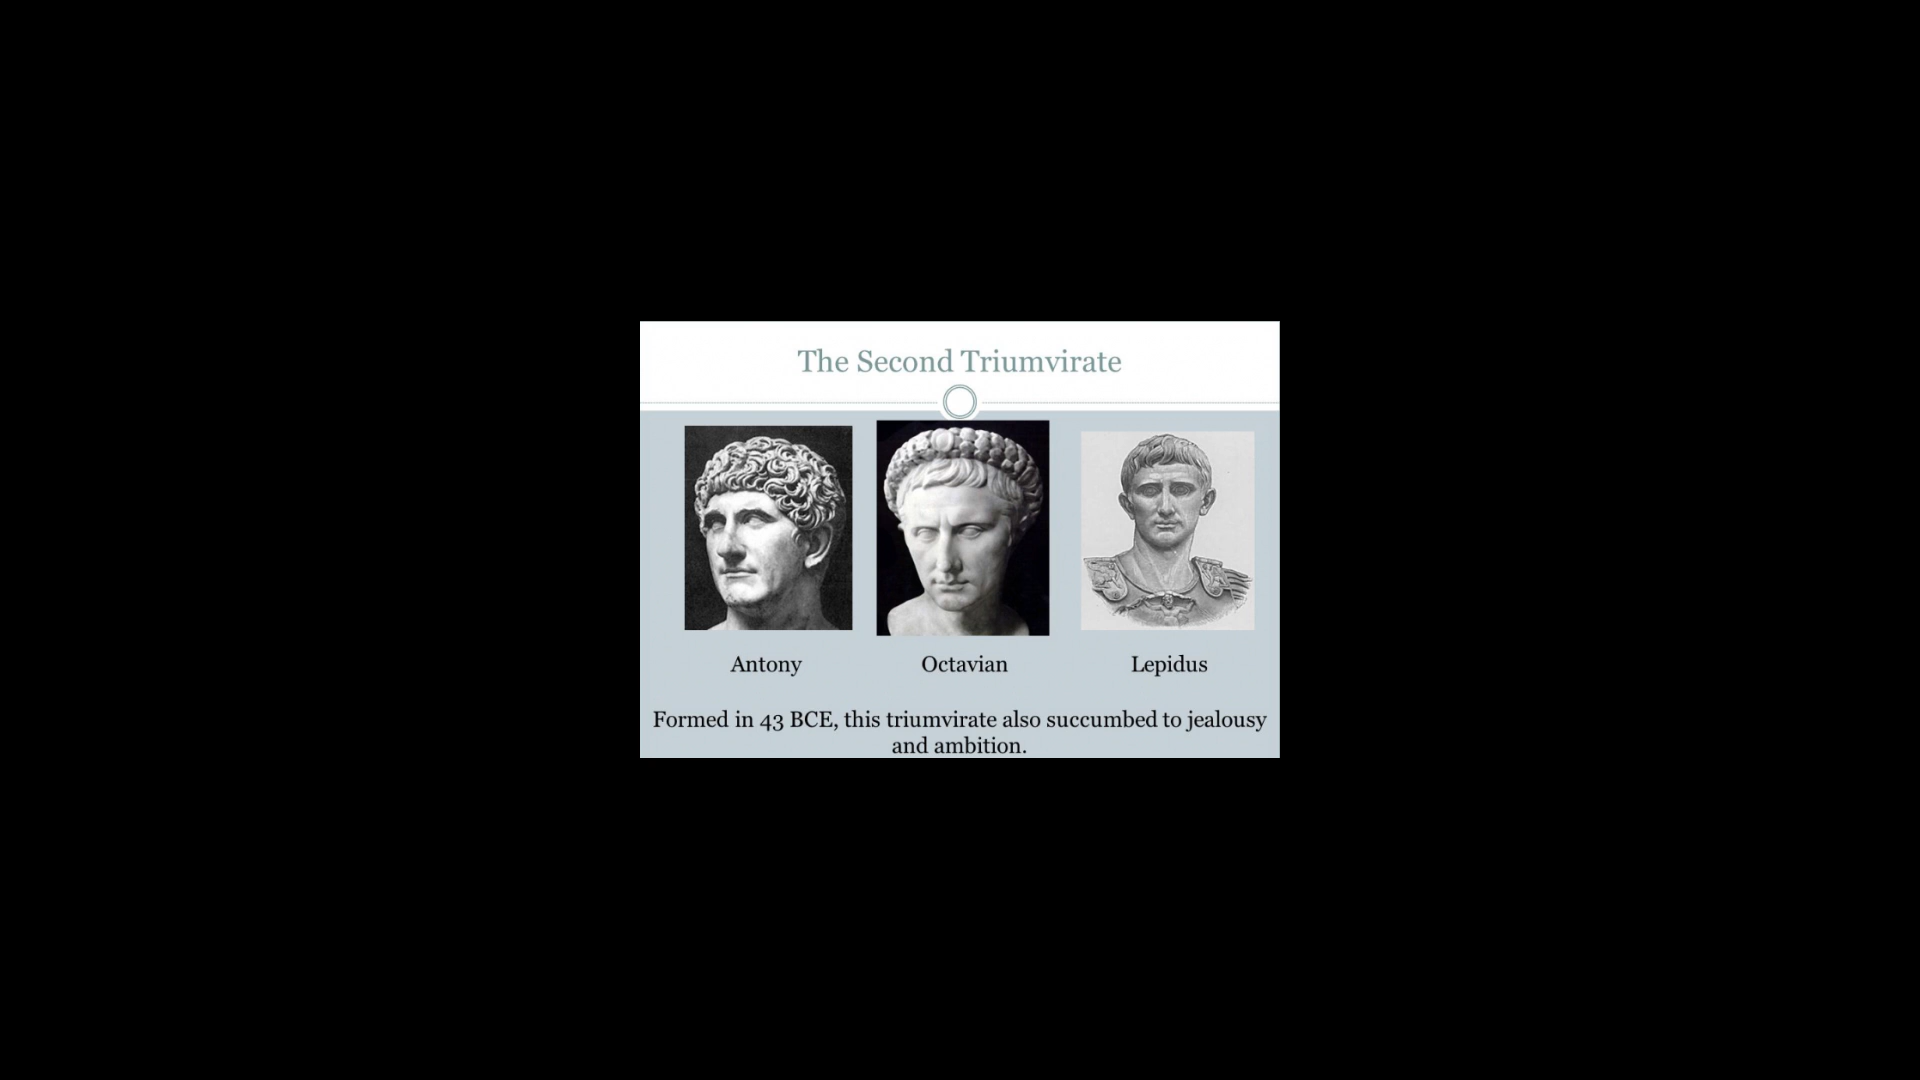 The Second Triumvirate
Antony
Octavian
Lepidus
Formed in 43 BCE, this triumvirate also succumbed to jealousy
and ambition.